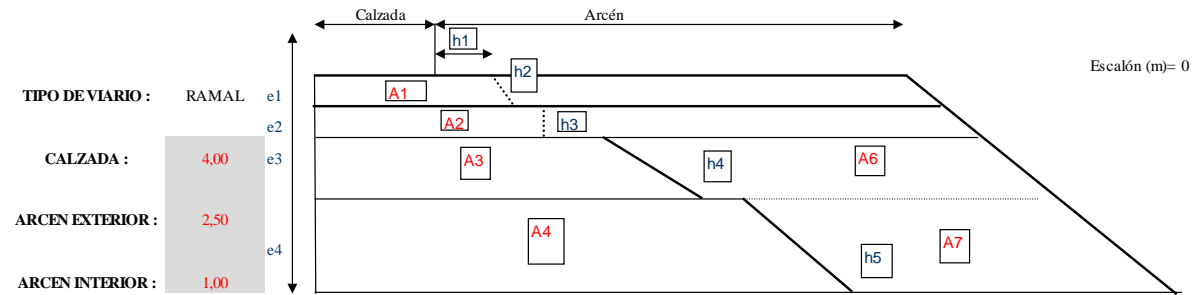 Calzada Arcén
h1
h2
Escalón (m)= 0
TIPO DE VIARIO : RAMAL e1 A1
e2 A2 h3
CALZADA : 4,00 e3 A3 h4 A6
ARCEN EXTERIOR : 2,50
A4
e4 h5 A7
ARCEN INTERIOR : 1,00